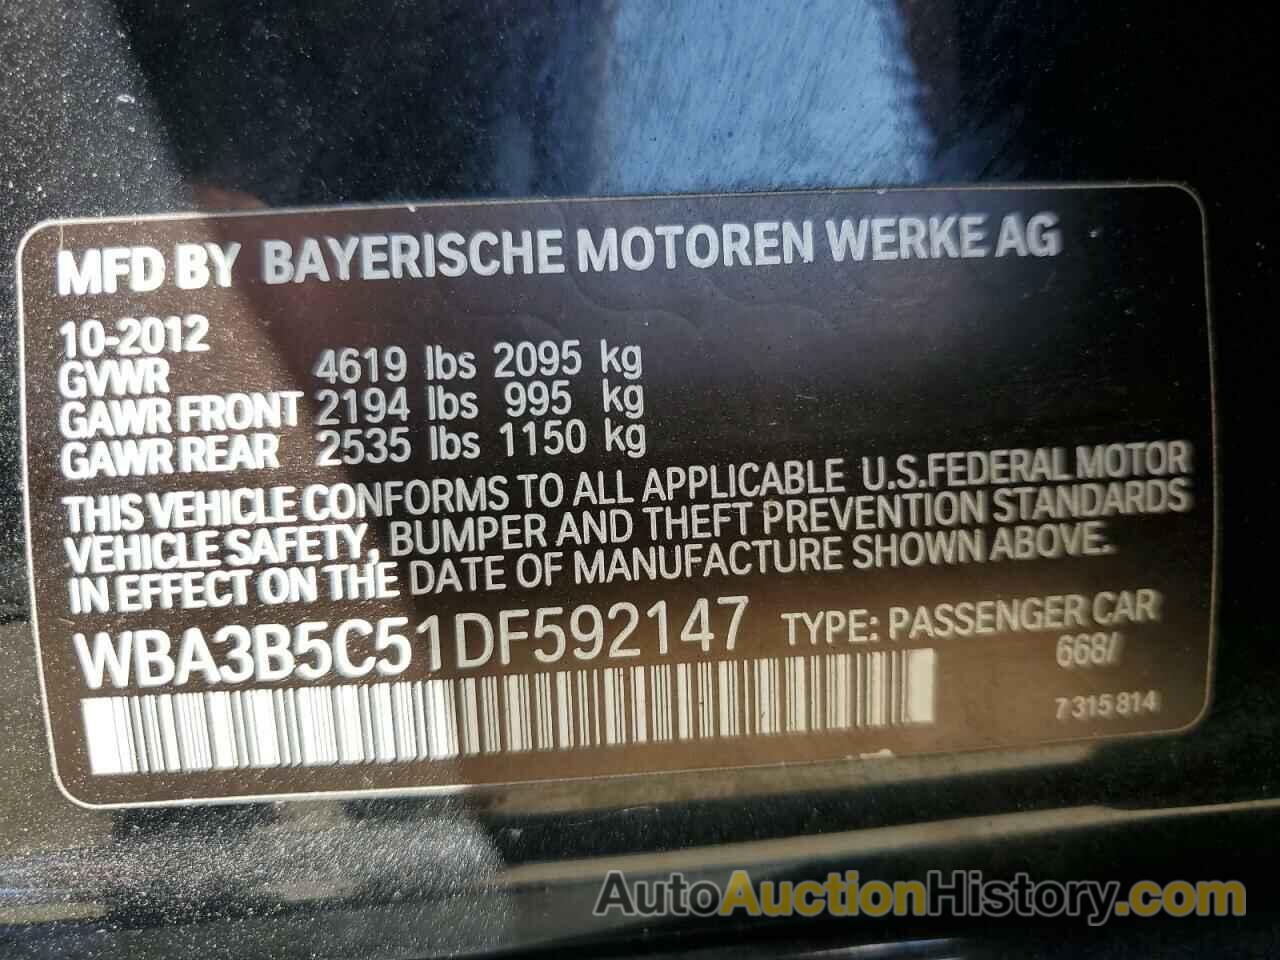 MFD BY BAYERISCHE MOTOREN WERKE AG
10-2012
GVWR 4619 lbs 2095 kg
GAWR FRONT 2194 lbs 995 kg
GAWR REAR 2535 lbs 1150 kg
THIS VEHICLE CONFORMS TO ALL APPLICABLE U.S.FEDERAL MOTOR
VEHICLE SAFETY, BUMPER AND THEFT PREVENTION STANDARDS
IN EFFECT ON THE DATE OF MANUFACTURE SHOWN ABOVE.
WBA3B5C51DF592147 TYPE: PASSENGER CAR
668/
7 315 814
AutoAuctionHistory.com